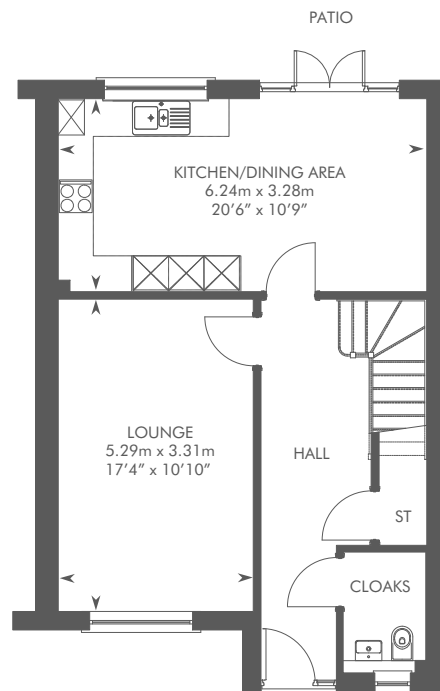 PATIO
KITCHEN/DINING AREA
6.24m x 3.28m
20'6" x 10'9"
LOUNGE
5.29m x 3.31m
17'4" x 10'10"
HALL
ST
CLOAKS